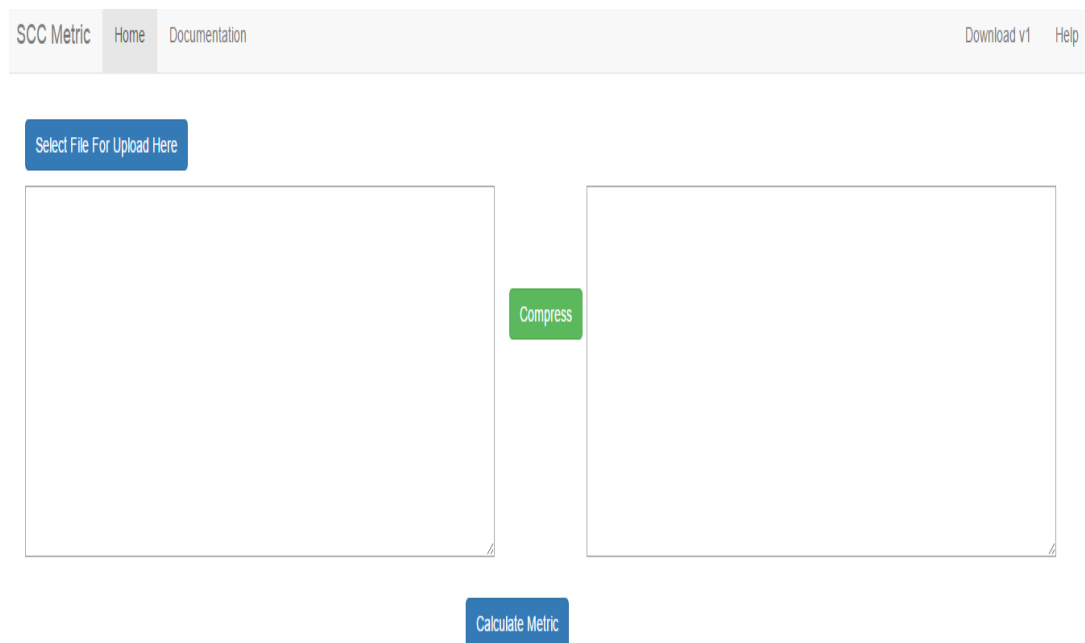 SCC Metric Home Documentation Download v1 Help
Select File For Upload Here
Compress
Calculate Metric